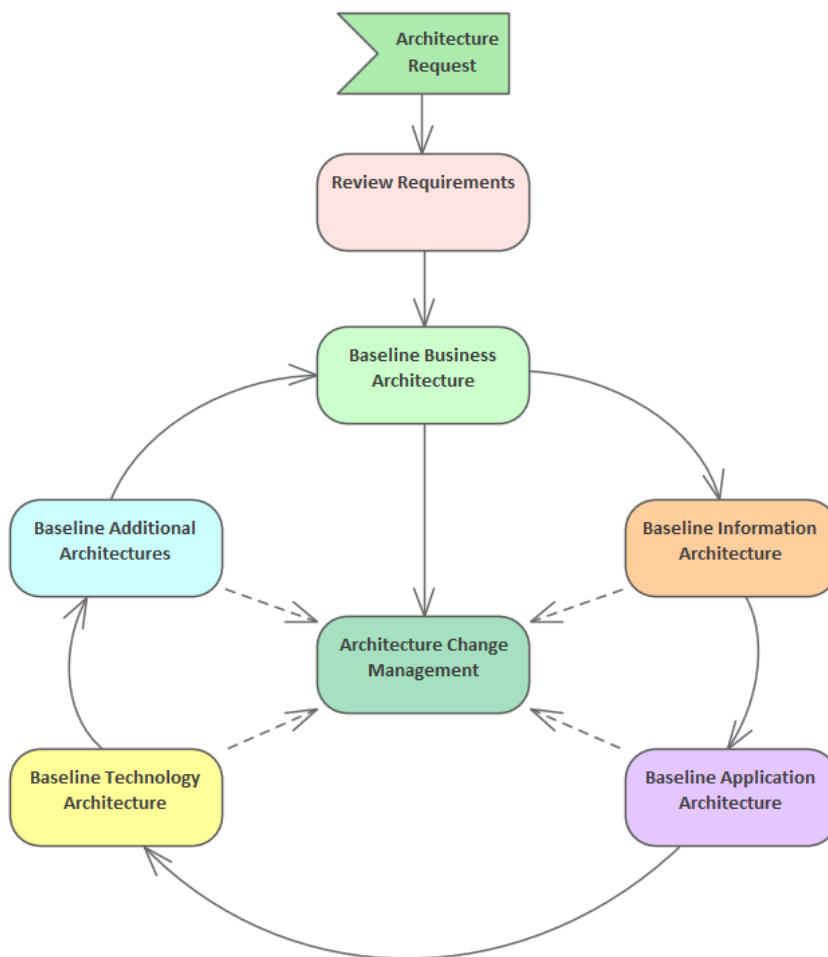 Architecture
Request
Review Requirements
Baseline Business
Architecture
Baseline Additional
Architectures
Baseline Information
Architecture
Architecture Change
Management
Baseline Technology
Architecture
Baseline Application
Architecture